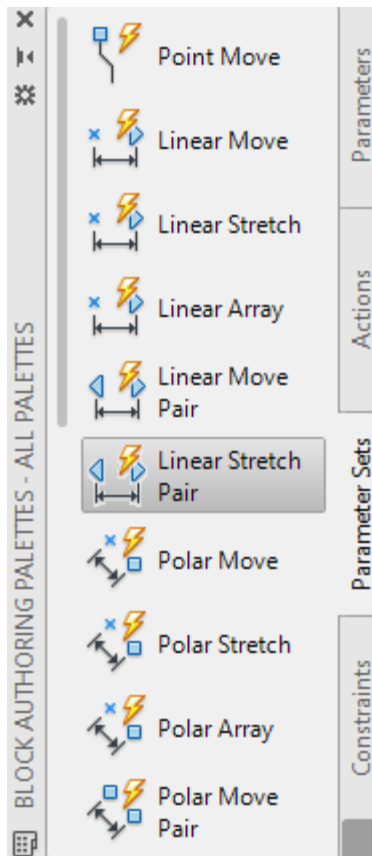 BLOCK AUTHORING PALETTES - ALL PALETTES
Point Move
Linear Move
Linear Stretch
Linear Array
Linear Move
Pair
Linear Stretch
Pair
Polar Move
Polar Stretch
Polar Array
Polar Move
Pair
Parameters
Actions
Parameter Sets
Constraints